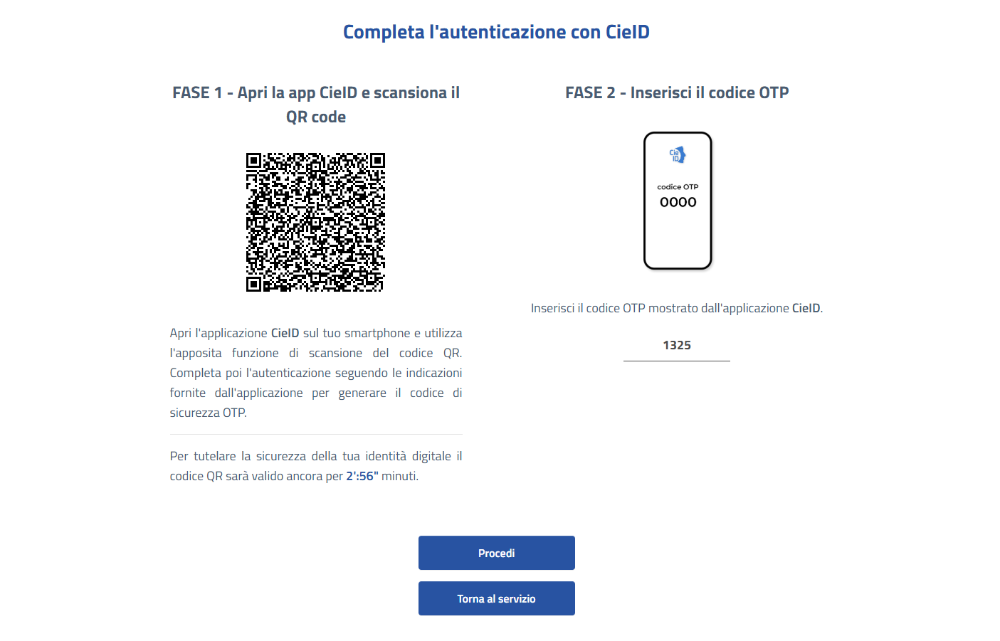 Completa l'autenticazione con CieID
FASE 1 - Apri la app CieID e scansiona il
QR code
Apri l'applicazione CieID sul tuo smartphone e utilizza
l'apposita funzione di scansione del codice QR.
Completa poi l'autenticazione seguendo le indicazioni
fornite dall'applicazione per generare il codice di
sicurezza OTP.
Per tutelare la sicurezza della tua identità digitale il
codice QR sarà valido ancora per 2':56" minuti.
FASE 2 - Inserisci il codice OTP
Cie
ID
codice OTP
0000
Inserisci il codice OTP mostrato dall'applicazione CieID.
1325
Procedi
Torna al servizio